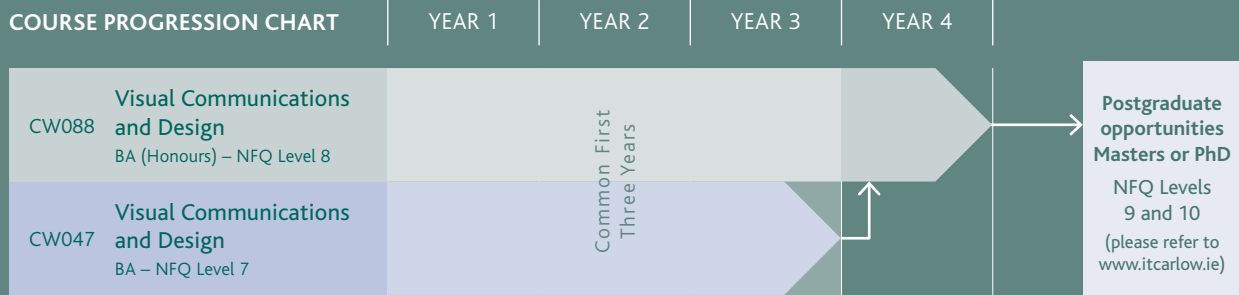 COURSE PROGRESSION CHART
YEAR 1
YEAR 2
YEAR 3
YEAR 4
CW088
Visual Communications
and Design
BA (Honours) – NFQ Level 8
CW047
Visual Communications
and Design
BA – NFQ Level 7
Common First
Three Years
Postgraduate
opportunities
Masters or PhD
NFQ Levels
9 and 10
(please refer to
www.itcarlow.ie)